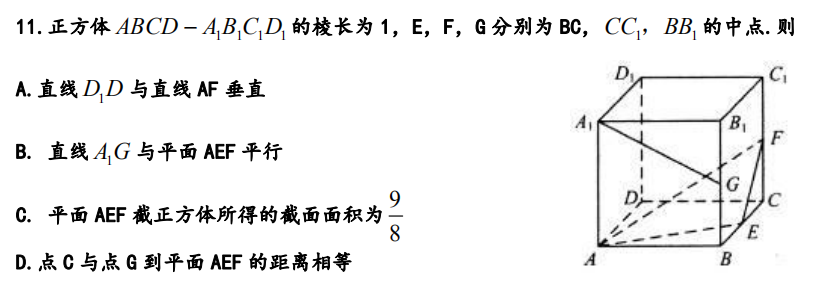 11.正方体 ABCD − A₁B₁C₁D₁ 的棱长为 1，E，F，G 分别为 BC， CC₁， BB₁ 的中点.则
A.直线 D₁D 与直线 AF 垂直
B. 直线 A₁G 与平面 AEF 平行
C. 平面 AEF 截正方体所得的截面面积为 9/8
D.点 C 与点 G 到平面 AEF 的距离相等
D₁ C₁
A₁ B₁
F
G
D C
E
A B